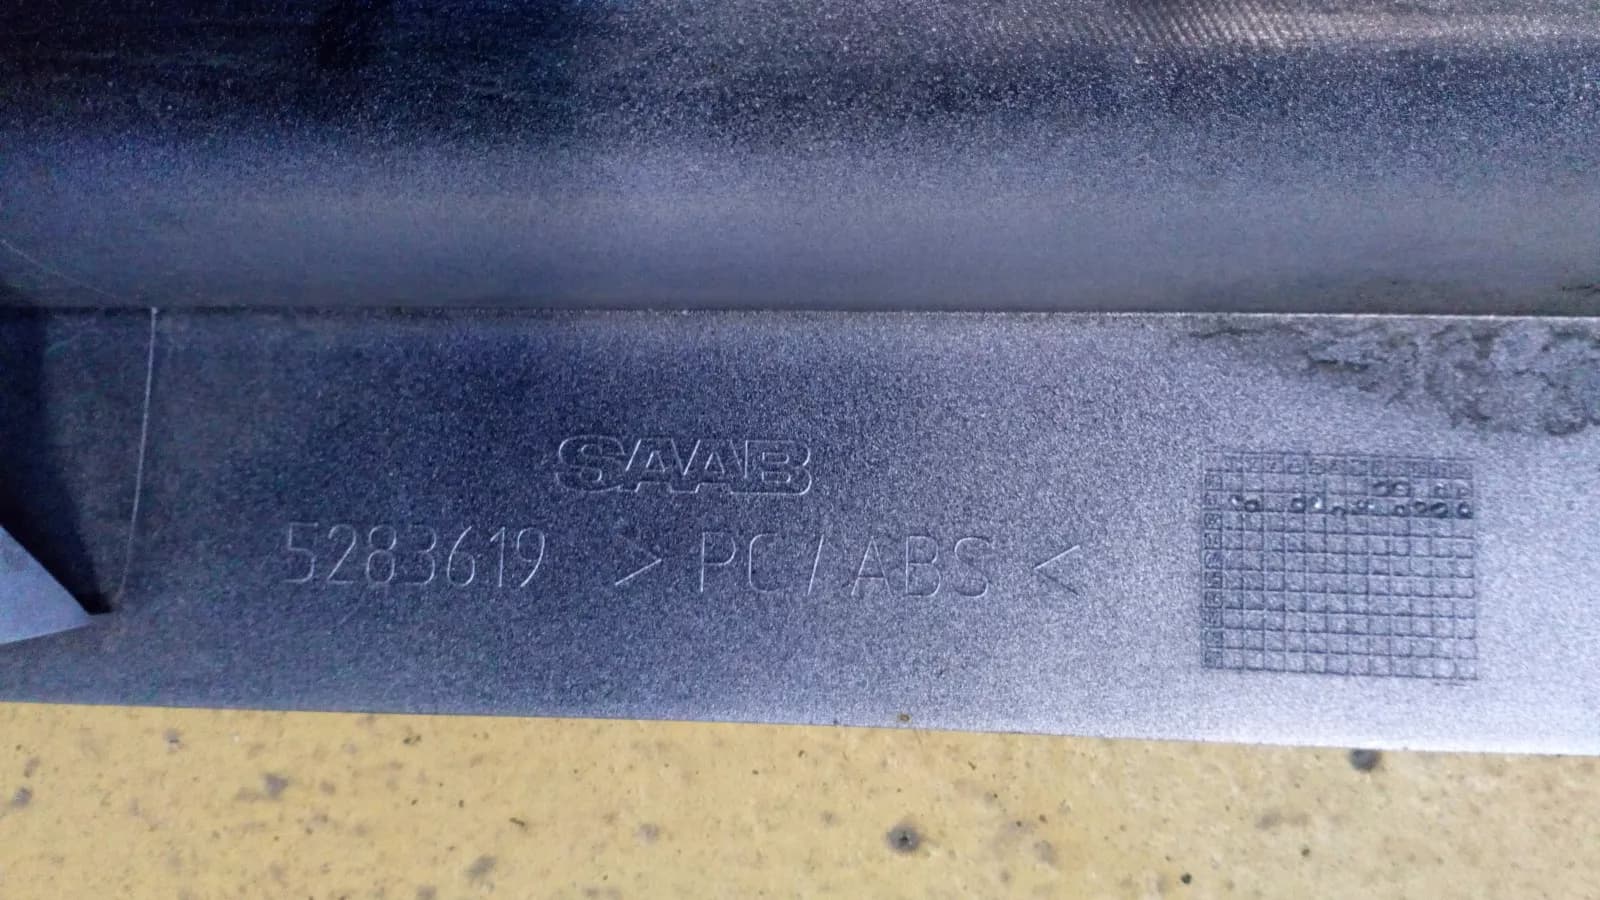 SAAB
5283619 > PC / ABS <